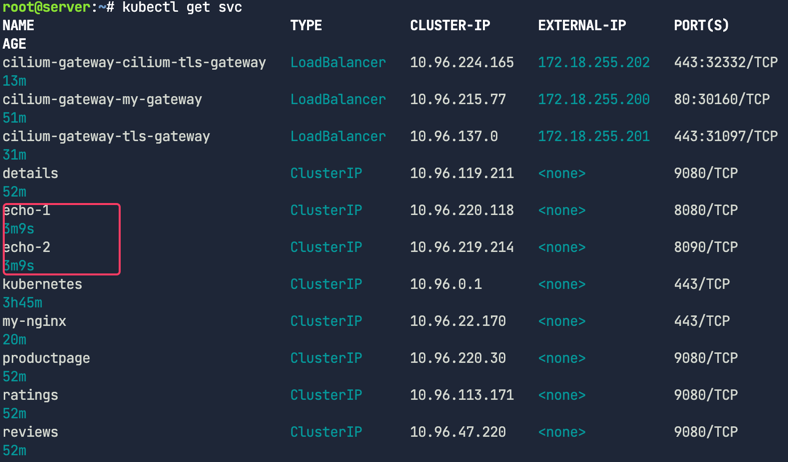 root@server:~# kubectl get svc
NAME TYPE CLUSTER-IP EXTERNAL-IP PORT(S)
AGE
cilium-gateway-cilium-tls-gateway LoadBalancer 10.96.224.165 172.18.255.202 443:32332/TCP
13m
cilium-gateway-my-gateway LoadBalancer 10.96.215.77 172.18.255.200 80:30160/TCP
51m
cilium-gateway-tls-gateway LoadBalancer 10.96.137.0 172.18.255.201 443:31097/TCP
31m
details ClusterIP 10.96.119.211 <none> 9080/TCP
52m
echo-1 ClusterIP 10.96.220.118 <none> 8080/TCP
3m9s
echo-2 ClusterIP 10.96.219.214 <none> 8090/TCP
3m9s
kubernetes ClusterIP 10.96.0.1 <none> 443/TCP
3h45m
my-nginx ClusterIP 10.96.22.170 <none> 443/TCP
20m
productpage ClusterIP 10.96.220.30 <none> 9080/TCP
52m
ratings ClusterIP 10.96.113.171 <none> 9080/TCP
52m
reviews ClusterIP 10.96.47.220 <none> 9080/TCP
52m